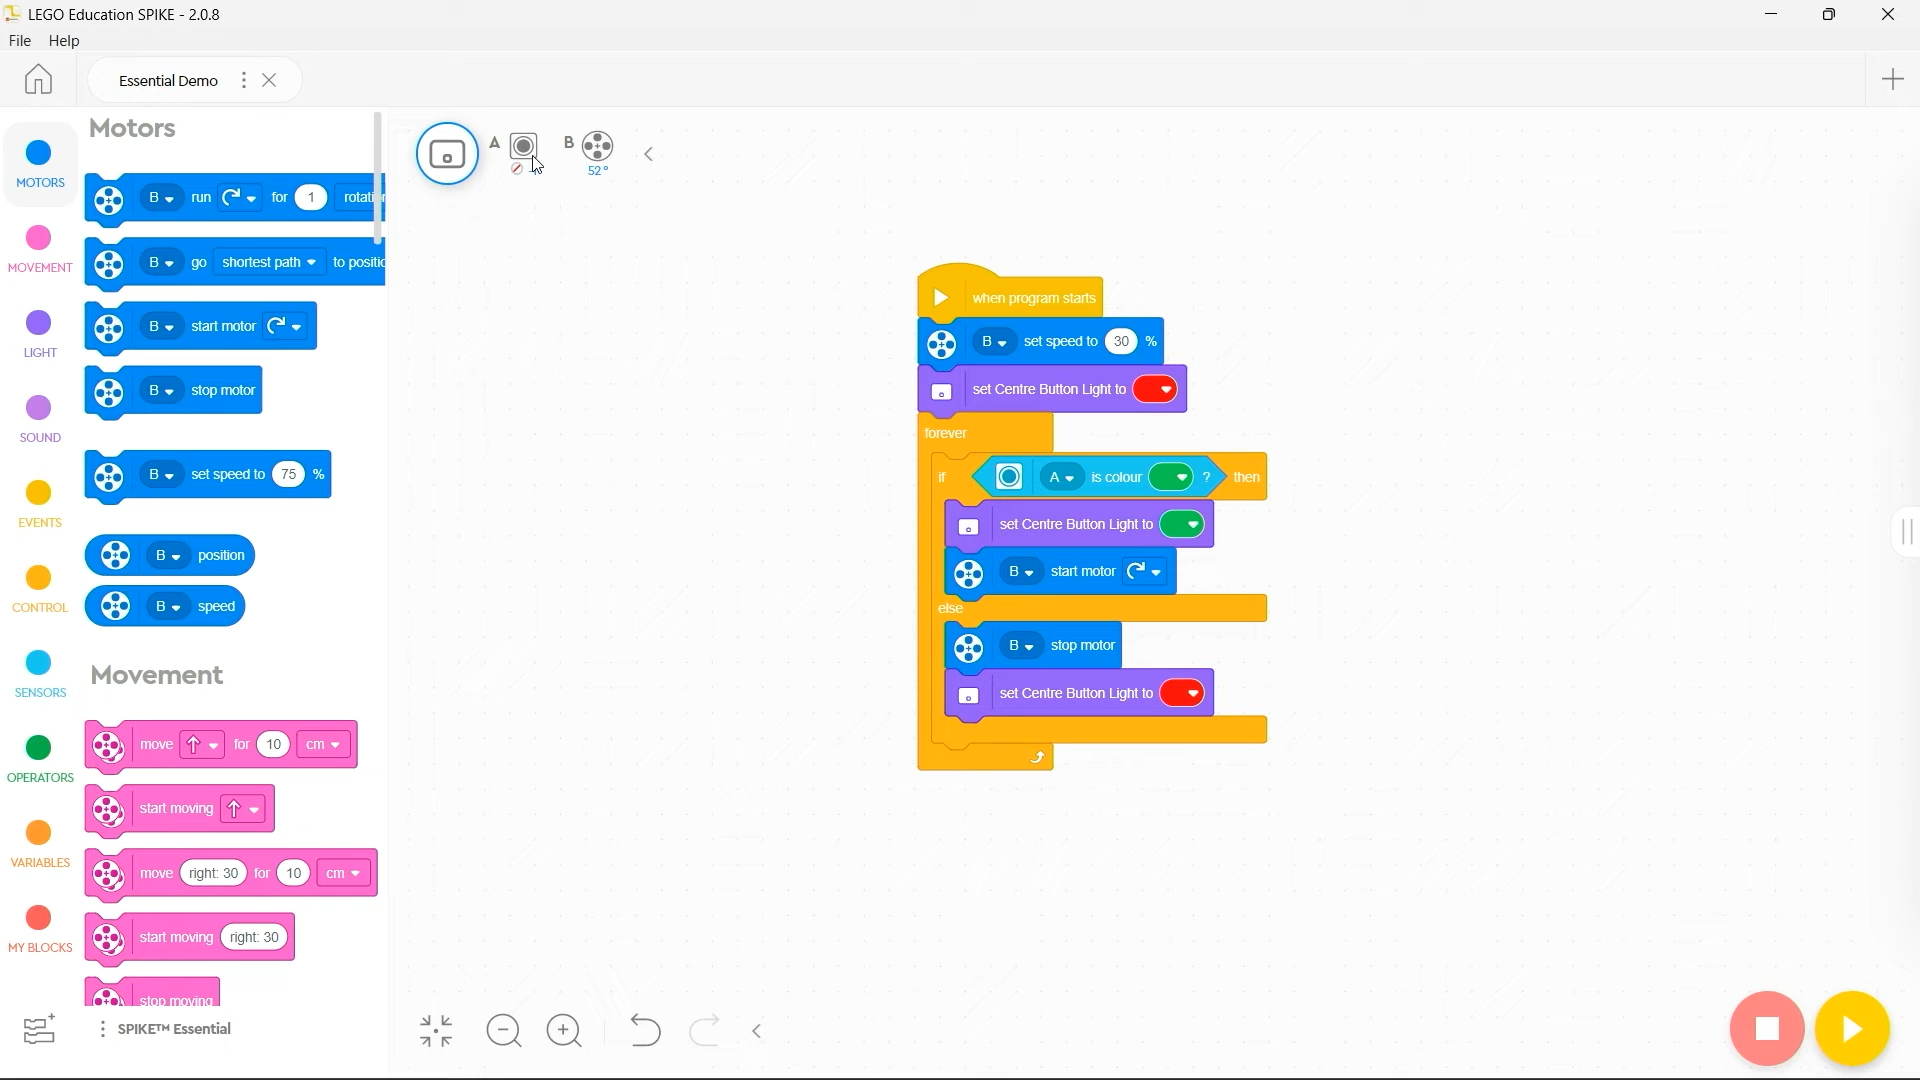 LEGO Education SPIKE - 2.0.8
File Help
Essential Demo
MOTORS
MOVEMENT
LIGHT
SOUND
EVENTS
CONTROL
SENSORS
OPERATORS
VARIABLES
MY BLOCKS
Motors
B run for 1
B go shortest path to
B start motor
B stop motor
B set speed to 75 %
B position
B speed
Movement
move for 10 cm
start moving
move right: 30 for 10 cm
start moving right: 30
stop moving
SPIKE™ Essential
A B
52°
when program starts
B set speed to 30 %
set Centre Button Light to
forever
if A is colour ? then
set Centre Button Light to
B start motor
else
B stop motor
set Centre Button Light to